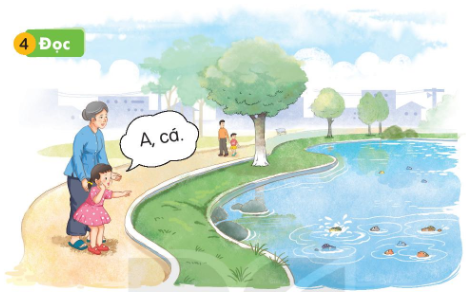 4 Đọc
A, cá.